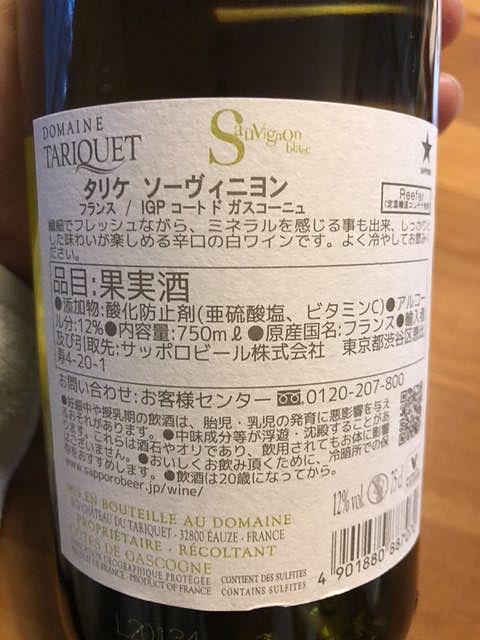 DOMAINE
TARIQUET
Sauvignon
blanc
SAPPORO
タリケ ソーヴィニヨン
フランス / IGP コート ド ガスコーニュ
Reefer
繊細でフレッシュながら、ミネラルを感じる事も出来、しっかりと
した味わいが楽しめる辛口の白ワインです。よく冷やしてお飲み
ださい。
品目:果実酒
●添加物:酸化防止剤(亜硫酸塩、ビタミンC)●アルコー
ル分:12%●内容量:750mℓ●原産国名:フランス●輸入者
及び引取先:サッポロビール株式会社 東京都渋谷区恵比
寿4-20-1
お問い合わせ:お客様センター 0120-207-800
●妊娠中や授乳期の飲酒は、胎児・乳児の発育に悪影響を与え
るおそれがあります。●中味成分等が浮遊・沈殿することがあ
ります。これらは酒石やオリであり、飲用されてもお体に影響
はございません。●おいしくお飲み頂くために、冷暗所での保
存をおすすめします。●飲酒は20歳になってから。
www.sapporobeer.jp/wine/
MIS EN BOUTEILLE AU DOMAINE
CHÂTEAU DU TARIQUET - 32800 ÉAUZE - FRANCE
PROPRIÉTAIRE - RÉCOLTANT
CÔTES DE GASCOGNE
INDICATION GÉOGRAPHIQUE PROTÉGÉE
PRODUIT DE FRANCE - PRODUCT OF FRANCE
CONTIENT DES SULFITES
CONTAINS SULFITES
12% vol.
75 cl
4 901880